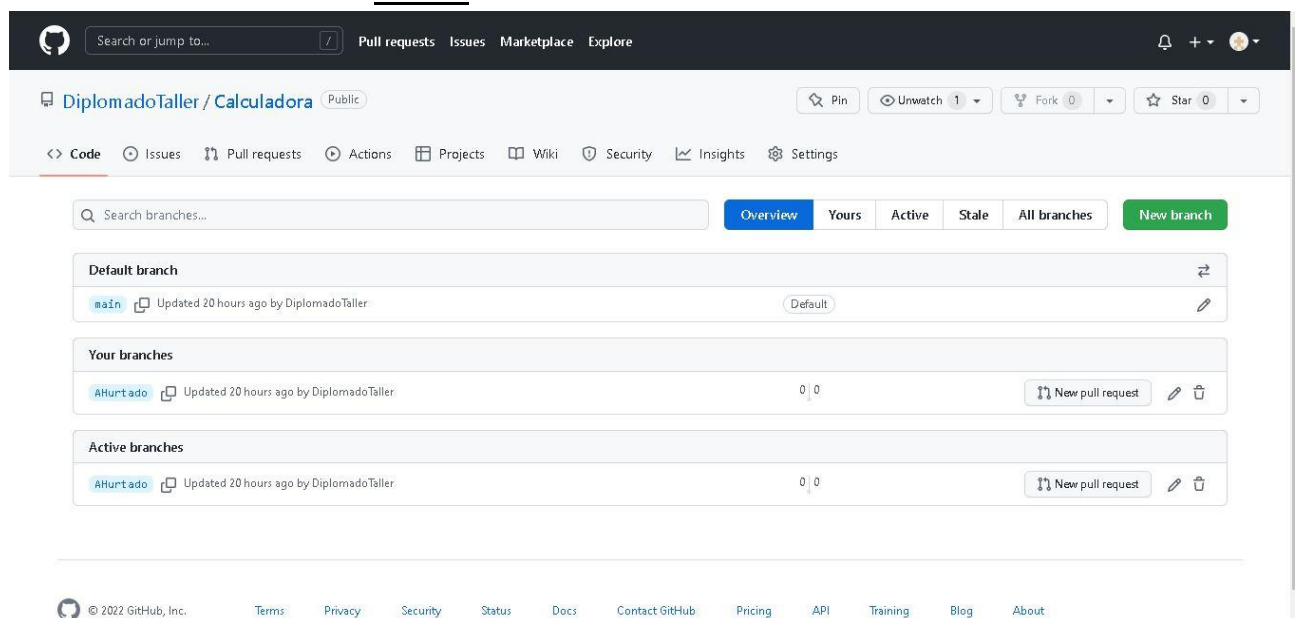 Search or jump to... / Pull requests Issues Marketplace Explore
DiplomadoTaller / Calculadora Public Pin Unwatch 1 Fork 0 Star 0
<> Code Issues Pull requests Actions Projects Wiki Security Insights Settings
Search branches... Overview Yours Active Stale All branches New branch
Default branch
main Updated 20 hours ago by DiplomadoTaller Default
Your branches
AHurtado Updated 20 hours ago by DiplomadoTaller 0 0 New pull request
Active branches
AHurtado Updated 20 hours ago by DiplomadoTaller 0 0 New pull request
© 2022 GitHub, Inc. Terms Privacy Security Status Docs Contact GitHub Pricing API Training Blog About